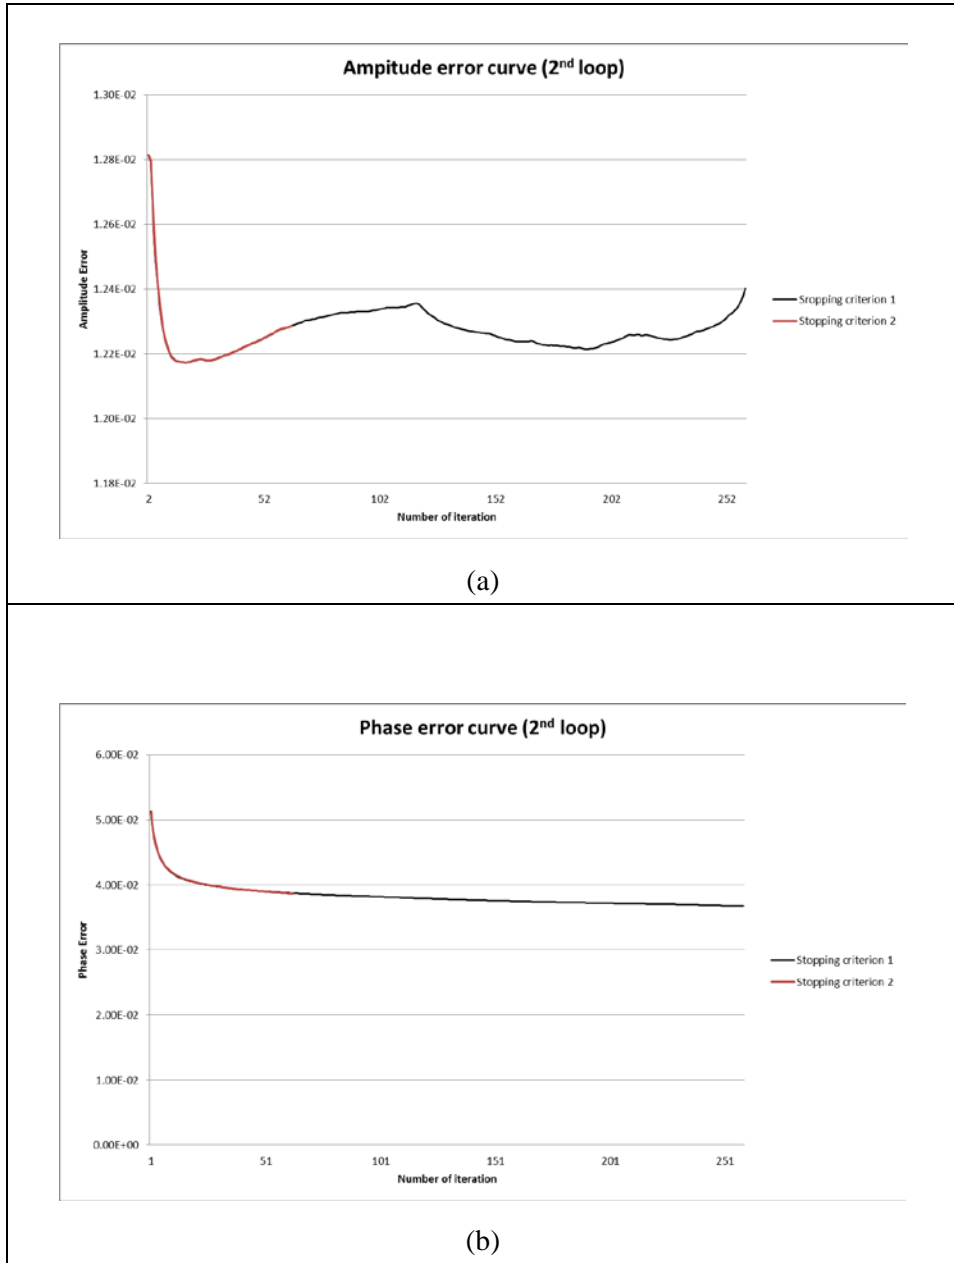 Ampitude error curve (2nd loop)
1.30E-02
1.28E-02
1.26E-02
1.24E-02
1.22E-02
1.20E-02
1.18E-02
Amplitude Error
2 52 102 152 202 252
Number of iteration
Sropping criterion 1
Stopping criterion 2
(a)
Phase error curve (2nd loop)
6.00E-02
5.00E-02
4.00E-02
3.00E-02
2.00E-02
1.00E-02
0.00E+00
Phase Error
1 51 101 151 201 251
Number of iteration
Stopping criterion 1
Stopping criterion 2
(b)